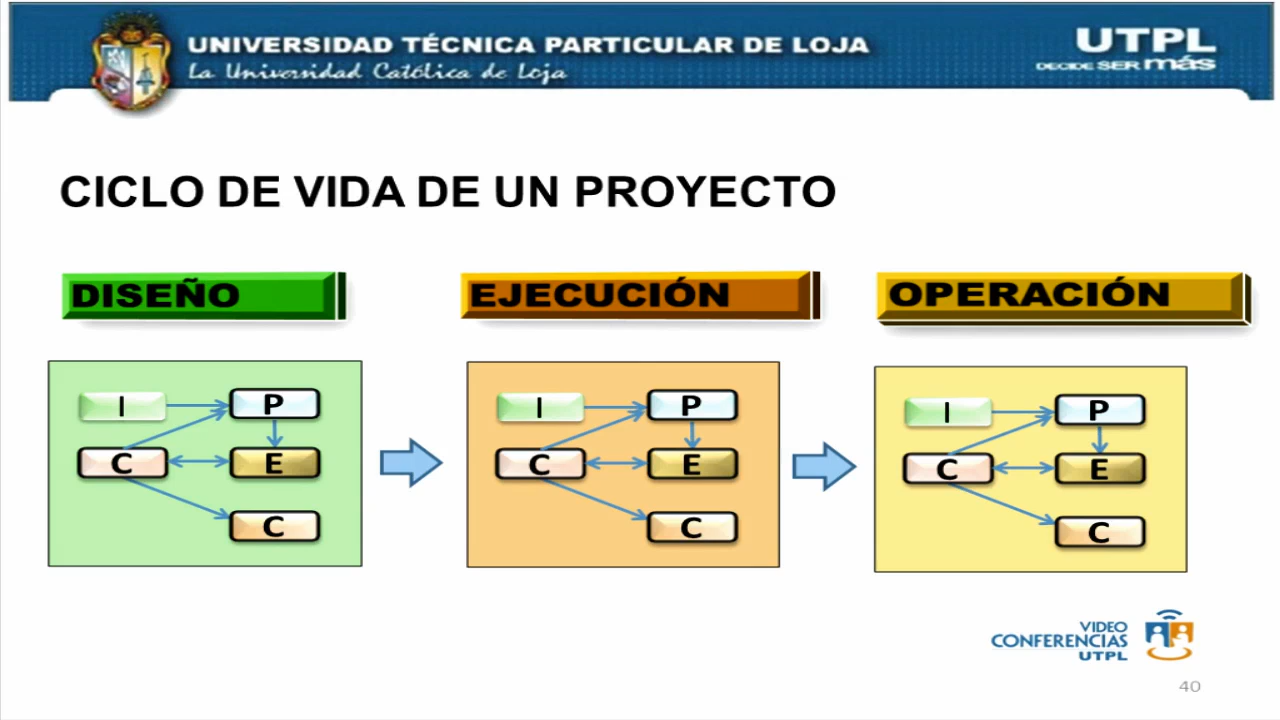 UNIVERSIDAD TÉCNICA PARTICULAR DE LOJA
La Universidad Católica de Loja
UTPL
DECIDE SER más
CICLO DE VIDA DE UN PROYECTO
DISEÑO
EJECUCIÓN
OPERACIÓN
I
P
C
E
C
I
P
C
E
C
I
P
C
E
C
VIDEO
CONFERENCIAS
UTPL
40